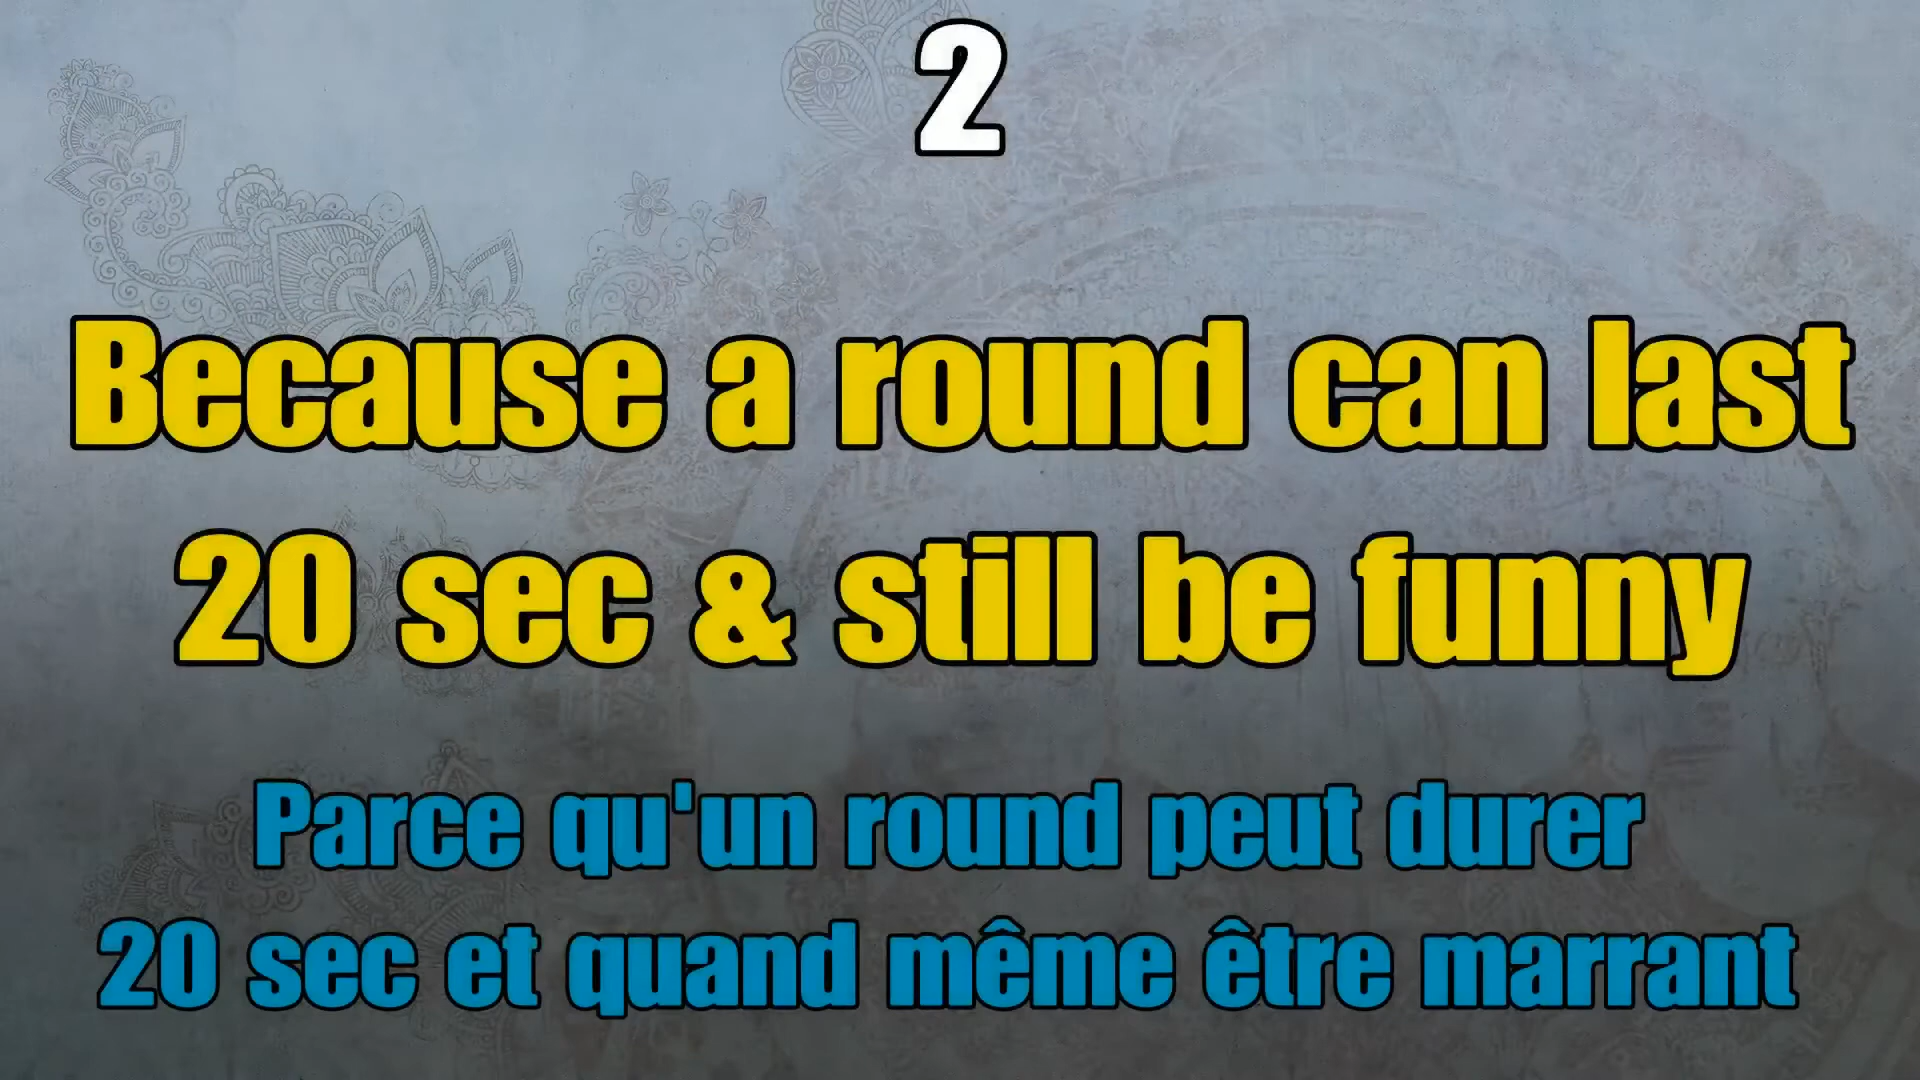 2
Because a round can last
20 sec & still be funny
Parce qu'un round peut durer
20 sec et quand même être marrant